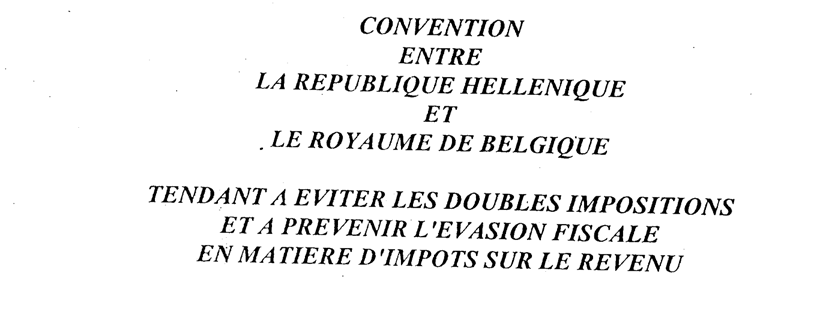 CONVENTION
ENTRE
LA REPUBLIQUE HELLENIQUE
ET
LE ROYAUME DE BELGIQUE
TENDANT A EVITER LES DOUBLES IMPOSITIONS
ET A PREVENIR L'EVASION FISCALE
EN MATIERE D'IMPOTS SUR LE REVENU